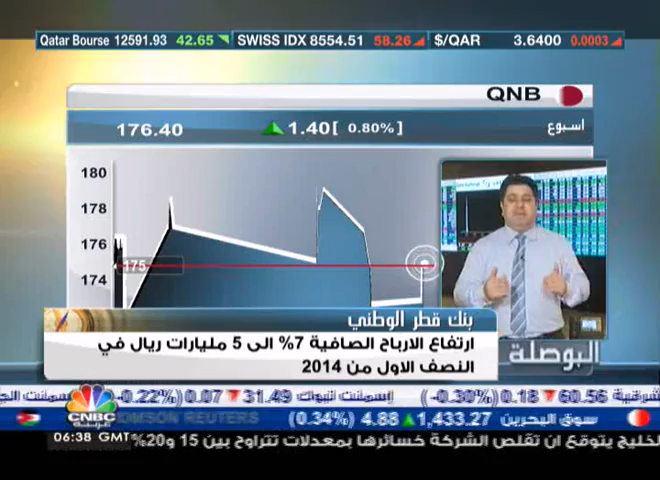 Qatar Bourse 12591.93 42.65 SWISS IDX 8554.51 58.26 $/QAR 3.6400 0.0003
QNB
176.40 1.40[ 0.80%] اسبوع
180
178
176
175
174
بنك قطر الوطني
ارتفاع الارباح الصافية 7% الى 5 مليارات ريال في
النصف الاول من 2014
البوصلة
60.56 0.18 (-0.30%) إسمنت 31.49 0.07 -0.22%)
CNBC
عربية
REUTERS
سوق البحرين 1,433.27 4.88 (0.34%)
06:38 GMT
الخليج يتوقع ان تقلص الشركة خسائرها بمعدلات تتراوح بين 15 و20%